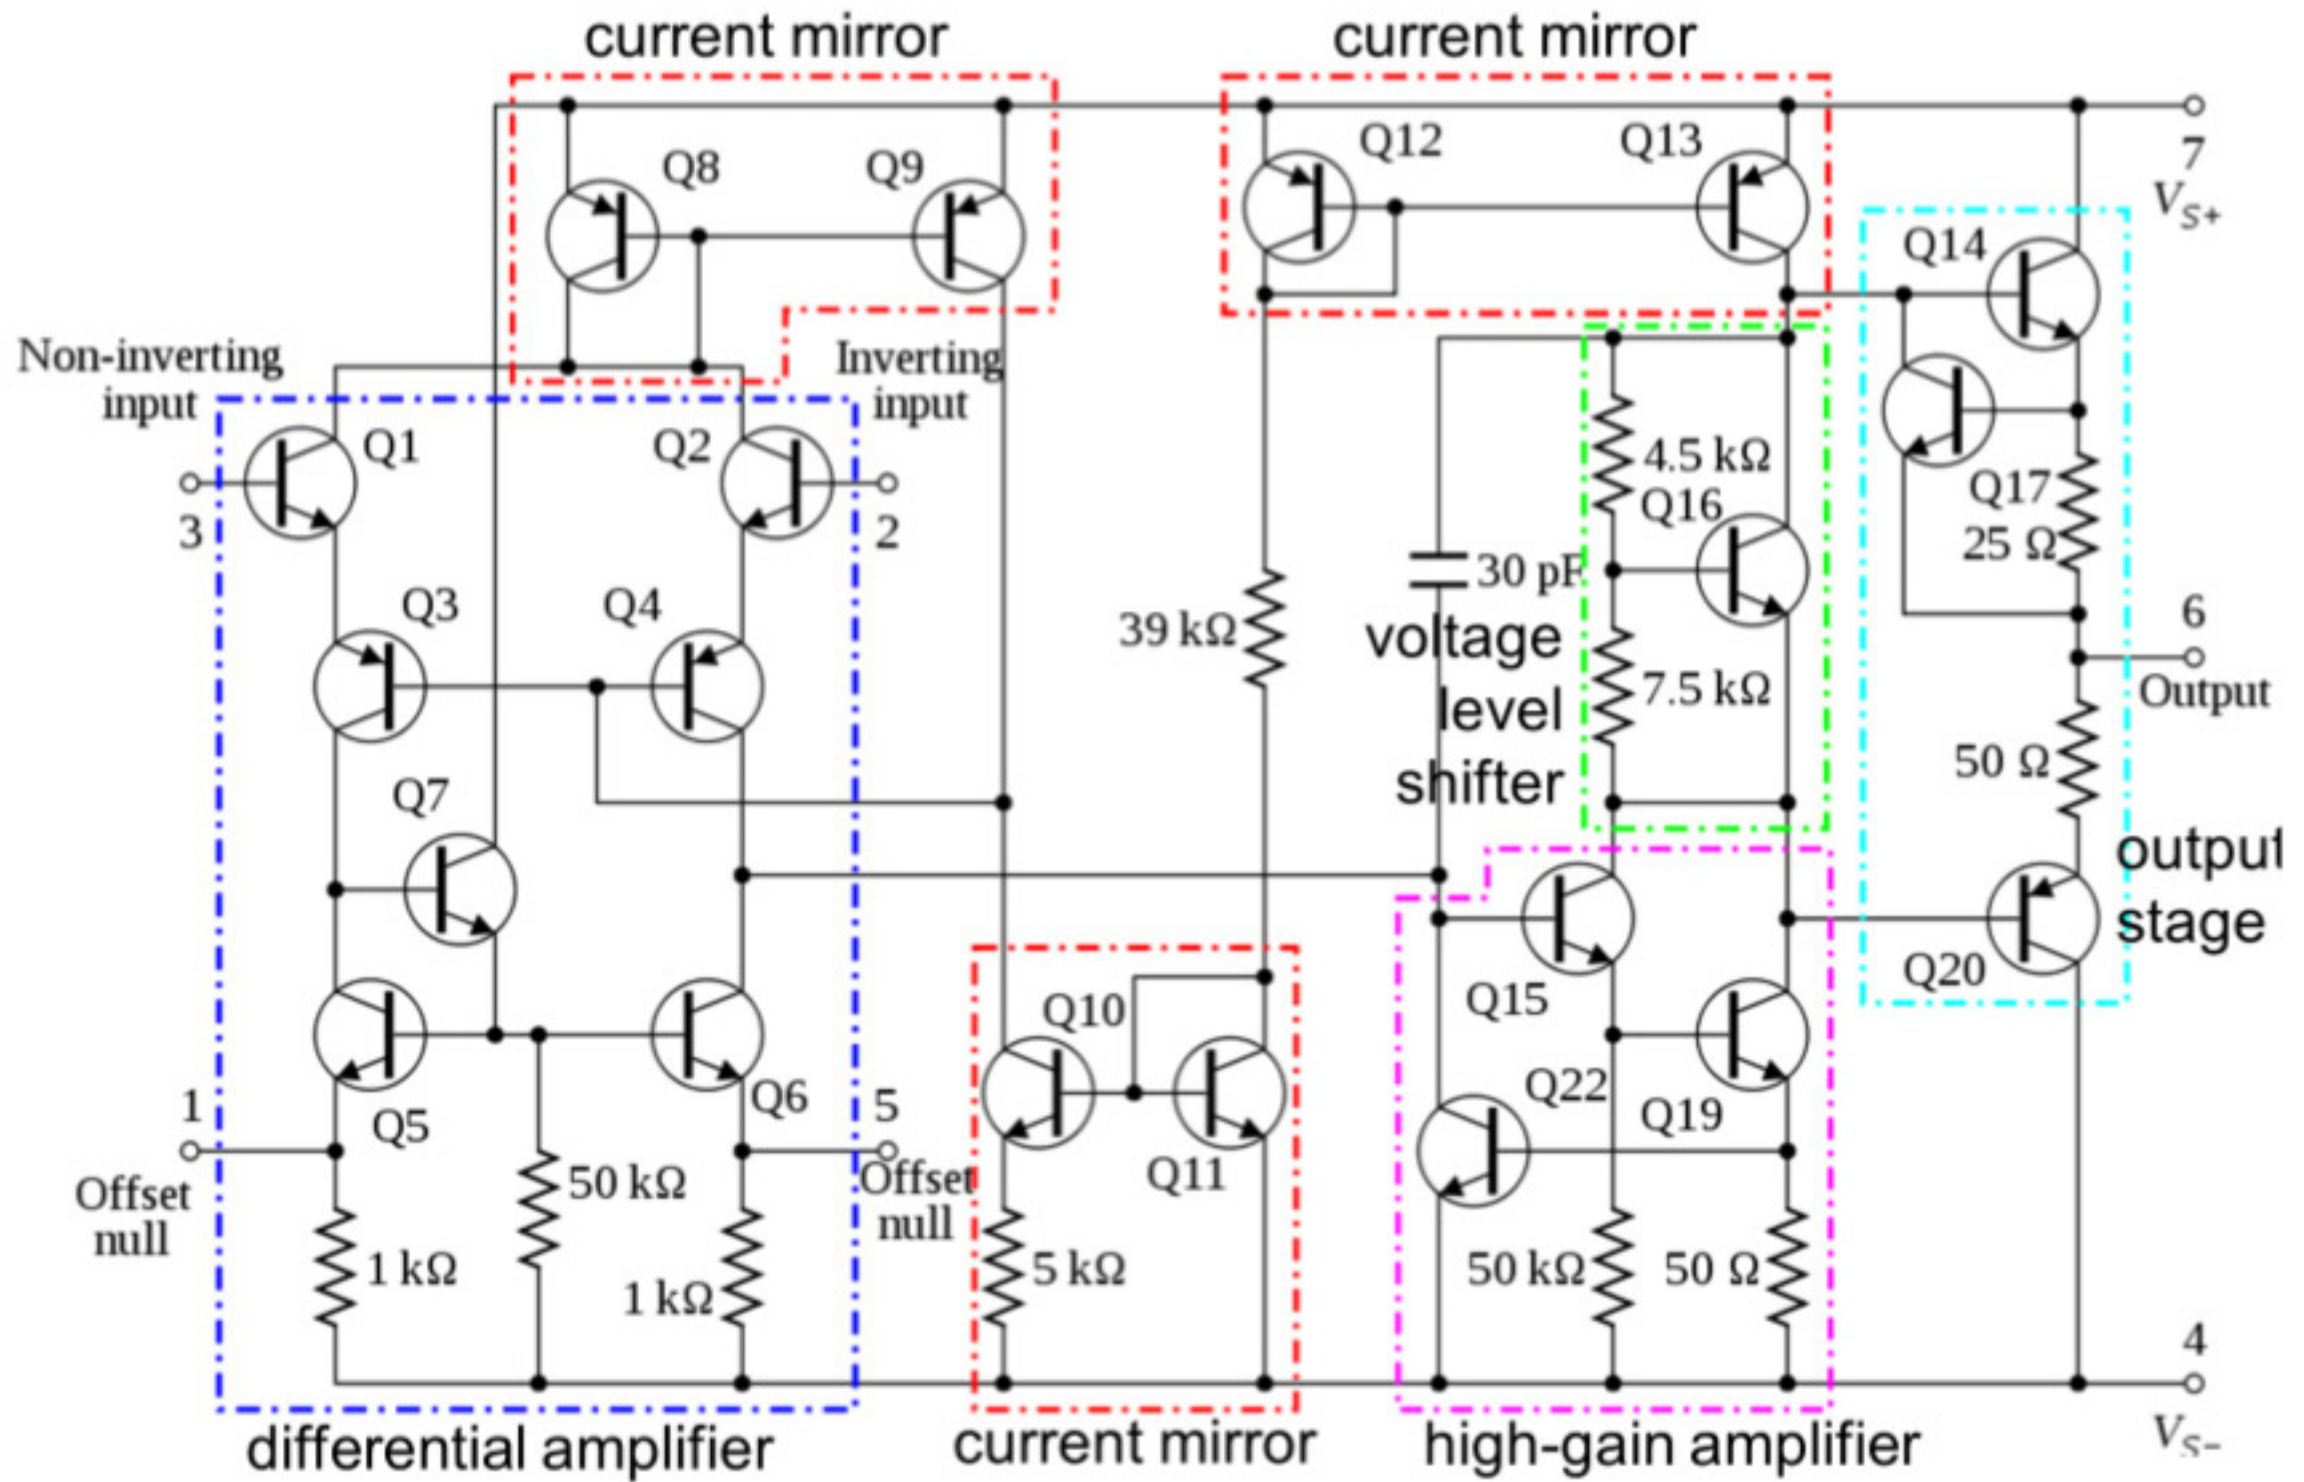 current mirror
current mirror
Q8
Q9
Q12
Q13
7
V_S+
Q14
Non-inverting
input
Inverting
input
Q1
Q2
3
2
4.5 kΩ
Q16
Q17
25 Ω
30 pF
Q3
Q4
39 kΩ
voltage
level
shifter
7.5 kΩ
6
Output
50 Ω
Q7
output
stage
Q20
Q15
Q10
Q22
Q19
Q11
1
Offset
null
Q5
Q6
5
Offset
null
50 kΩ
1 kΩ
1 kΩ
5 kΩ
50 kΩ
50 Ω
4
V_S−
differential amplifier
current mirror
high-gain amplifier